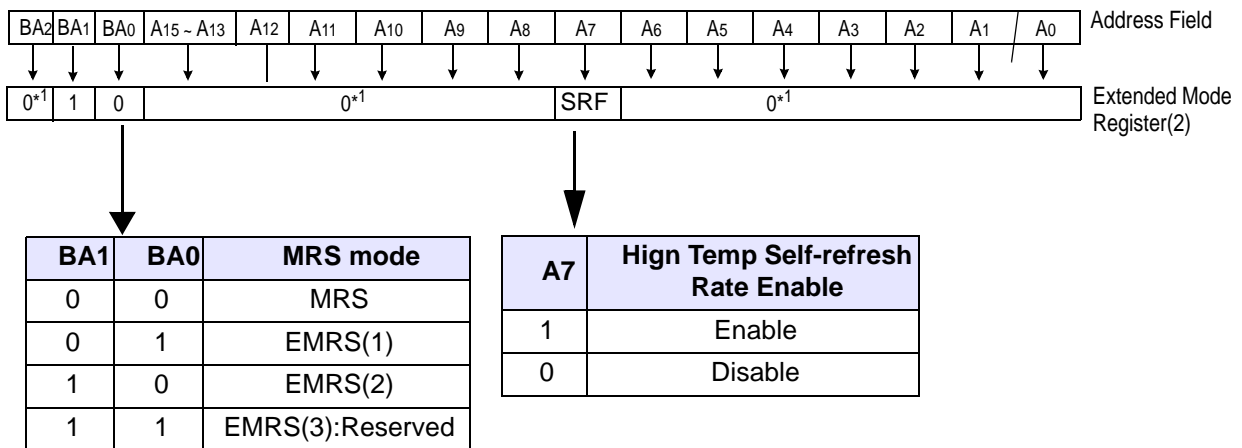 BA2 BA1 BA0 A15 ~ A13 A12 A11 A10 A9 A8 A7 A6 A5 A4 A3 A2 A1 A0 Address Field
0*1 1 0 0*1 SRF 0*1 Extended Mode
Register(2)
BA1 BA0 MRS mode
0 0 MRS
0 1 EMRS(1)
1 0 EMRS(2)
1 1 EMRS(3):Reserved
A7 Hign Temp Self-refresh
Rate Enable
1 Enable
0 Disable